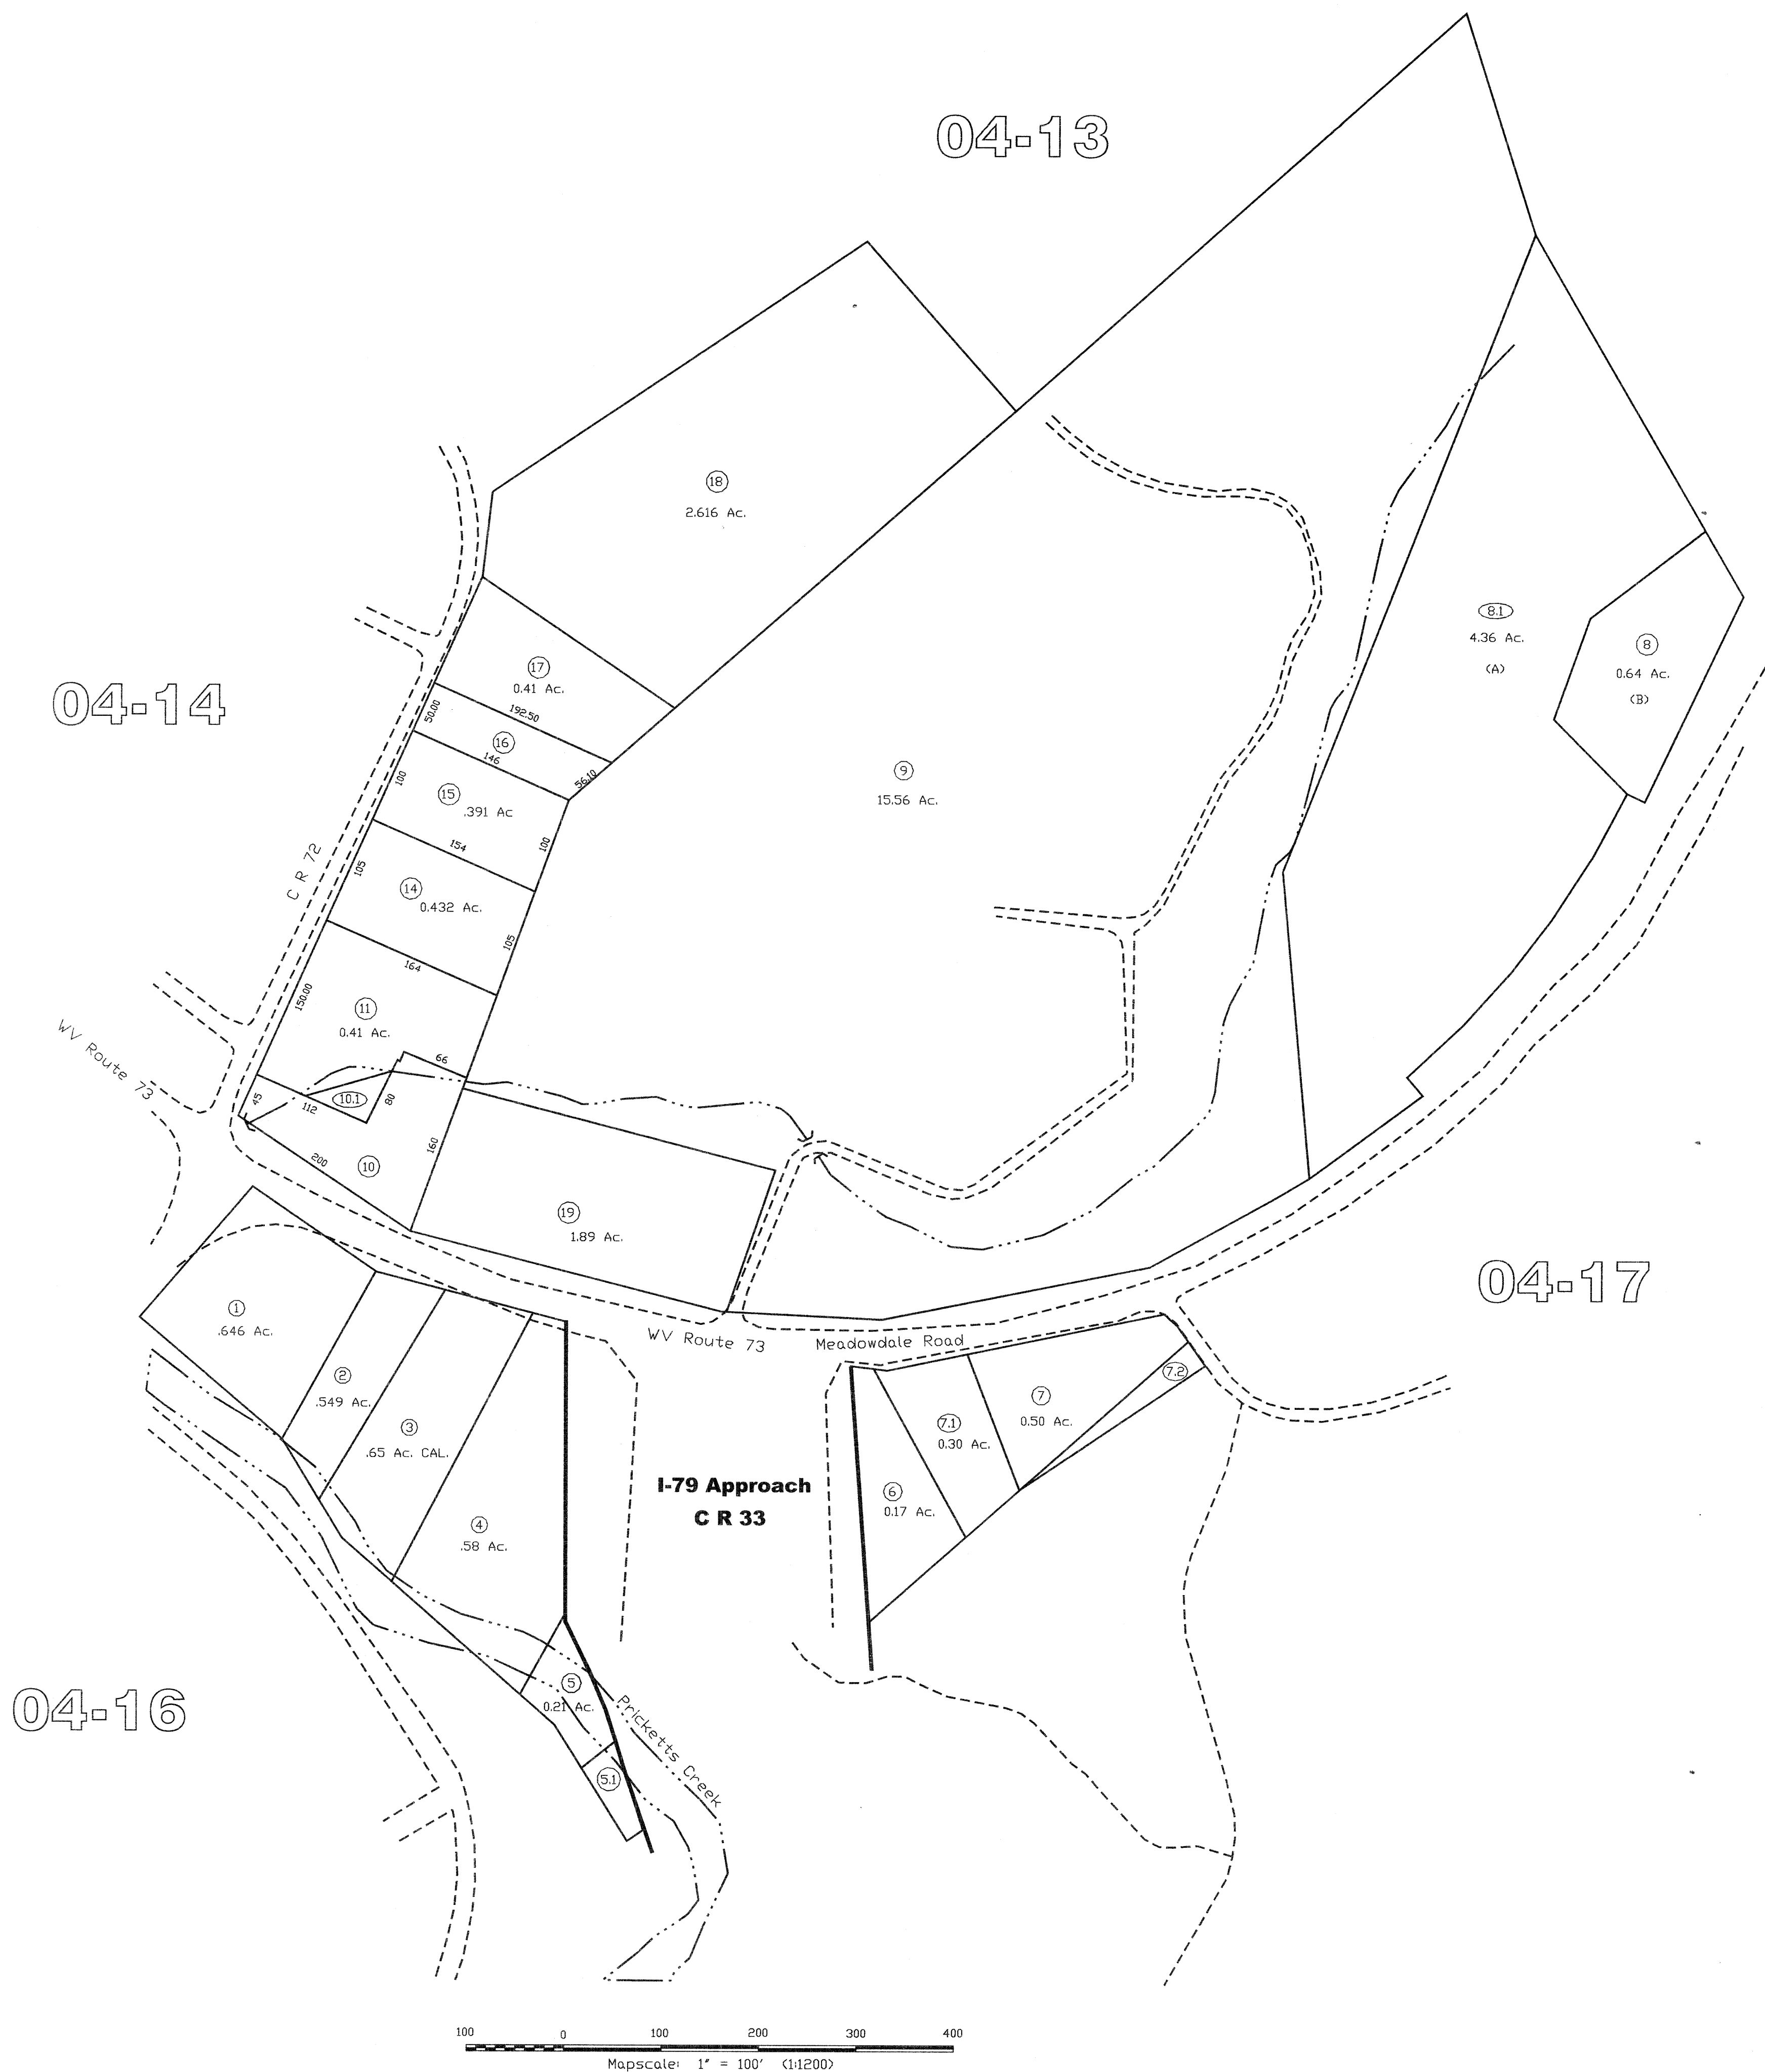 04-13
18
2.616 Ac.
8.1
4.36 Ac.
(A)
8
0.64 Ac.
(B)
17
0.41 Ac.
04-14
192.50
50.00
16
146
56.10
9
15.56 Ac.
100
15
.391 Ac
154
100
C R 72
105
14
0.432 Ac.
105
164
150.00
11
0.41 Ac.
WV Route 73
66
45
112
10.1
80
160
200
10
19
1.89 Ac.
04-17
1
.646 Ac.
WV Route 73
Meadowdale Road
2
.549 Ac.
3
.65 Ac. CAL.
7.2
7
0.50 Ac.
7.1
0.30 Ac.
I-79 Approach
C R 33
6
0.17 Ac.
4
.58 Ac.
04-16
5
0.21 Ac.
Pricketts Creek
5.1
100 0 100 200 300 400
Mapscale: 1" = 100' (1:1200)